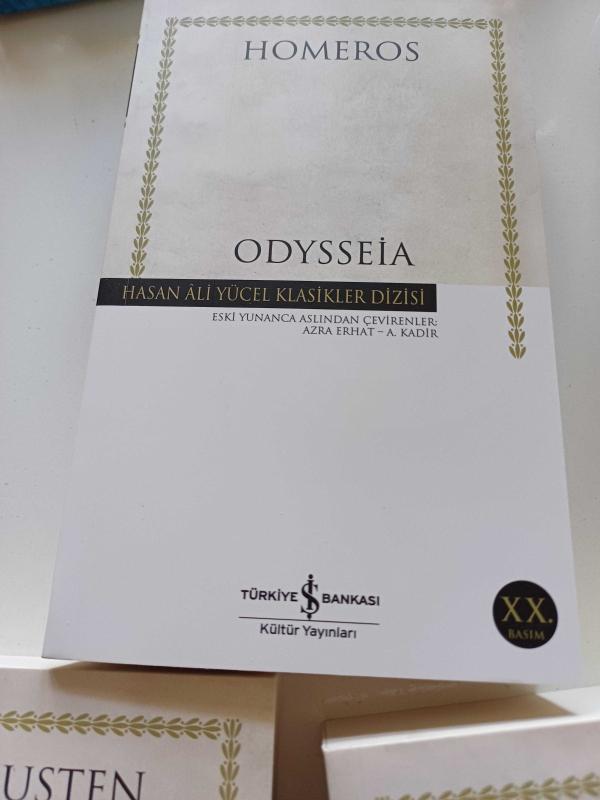 HOMEROS
ODYSSEİA
HASAN ÂLİ YÜCEL KLASİKLER DİZİSİ
ESKİ YUNANCA ASLINDAN ÇEVİRENLER:
AZRA ERHAT – A. KADİR
TÜRKİYE İŞ BANKASI
Kültür Yayınları
XX.
BASIM
USTEN